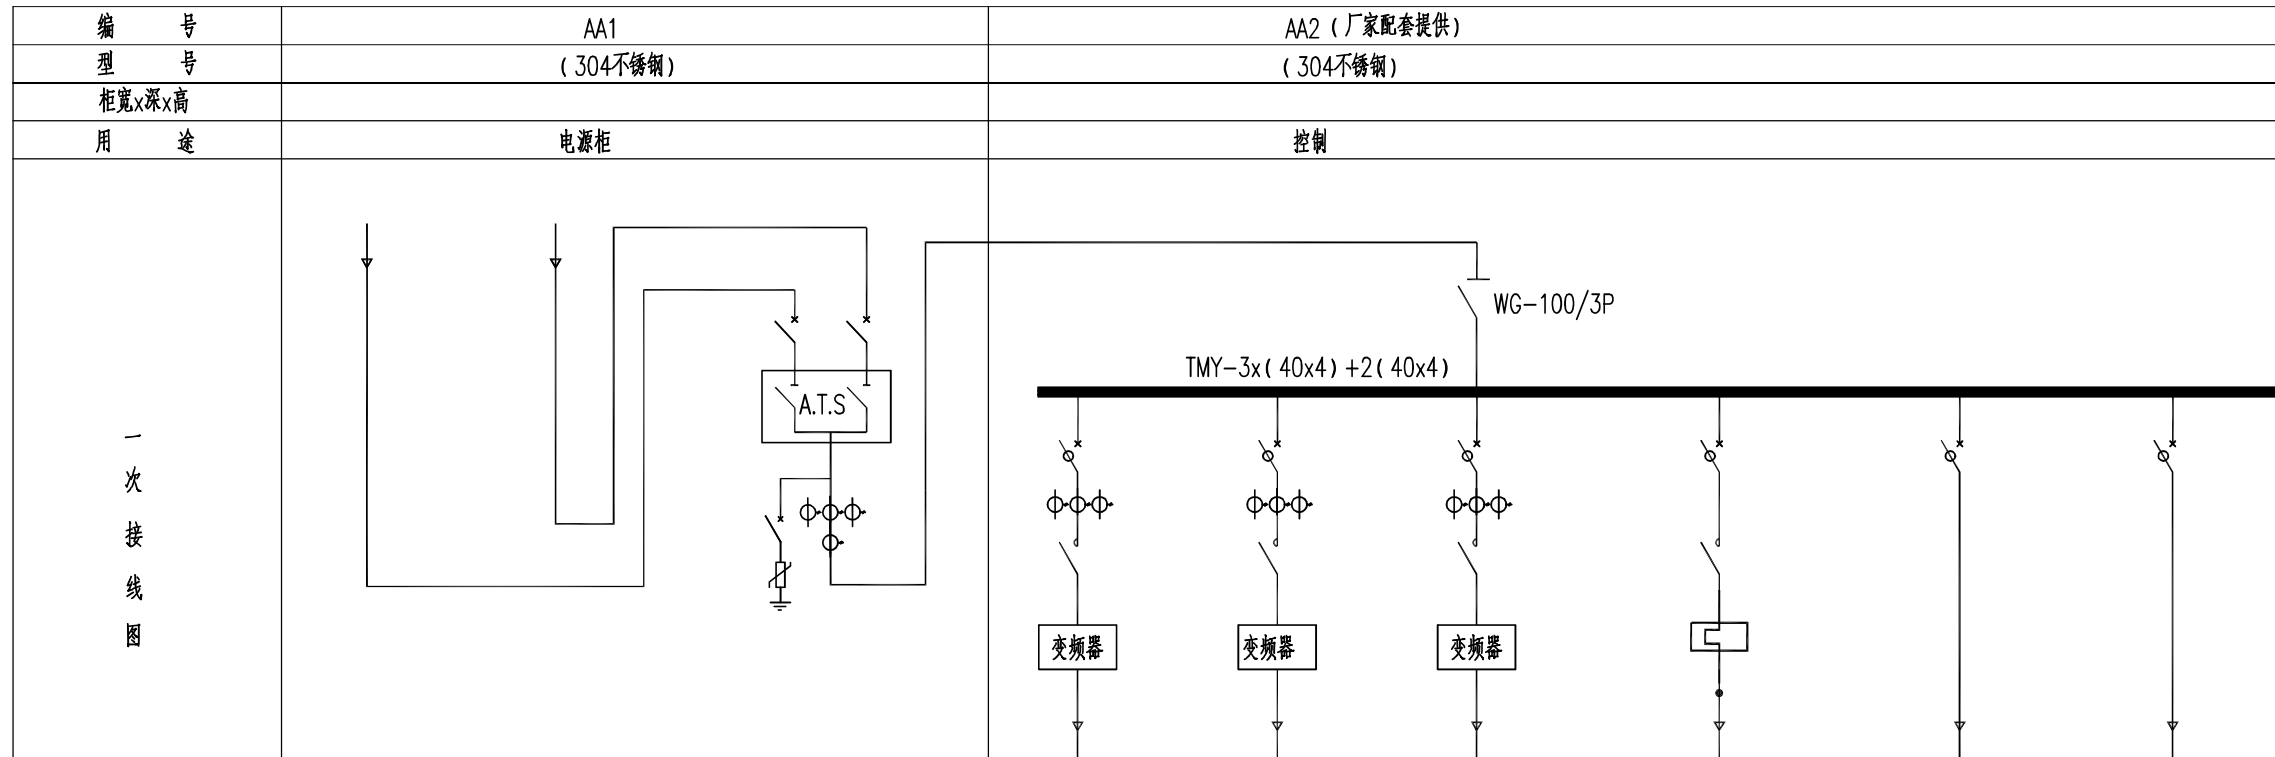 编 号 AA1 AA2（厂家配套提供）
型 号 （304不锈钢） （304不锈钢）
柜宽x深x高
用 途 电源柜 控制
WG-100/3P
TMY-3x(40x4)+2(40x4)
A.T.S
一次接线图
变频器 变频器 变频器